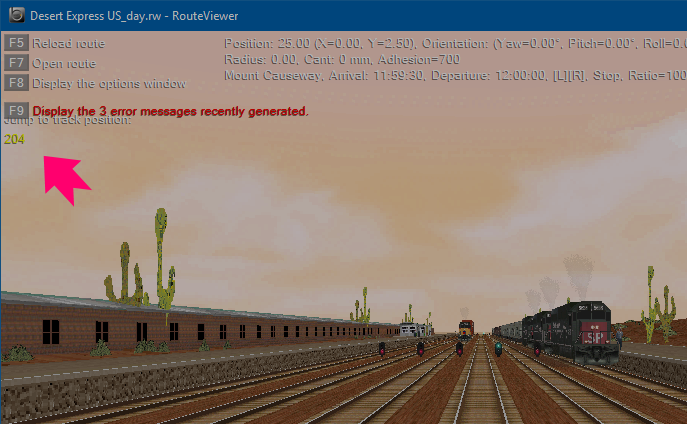 Desert Express US_day.rw - RouteViewer
F5 Reload route
F7 Open route
F8 Display the options window
F9 Display the 3 error messages recently generated.
Jump to track position:
204
Position: 25.00 (X=0.00, Y=2.50), Orientation: (Yaw=0.00°, Pitch=0.00°, Roll=0.0
Radius: 0.00, Cant: 0 mm, Adhesion=700
Mount Causeway, Arrival: 11:59:30, Departure: 12:00:00, [L][R], Stop, Ratio=100
SP